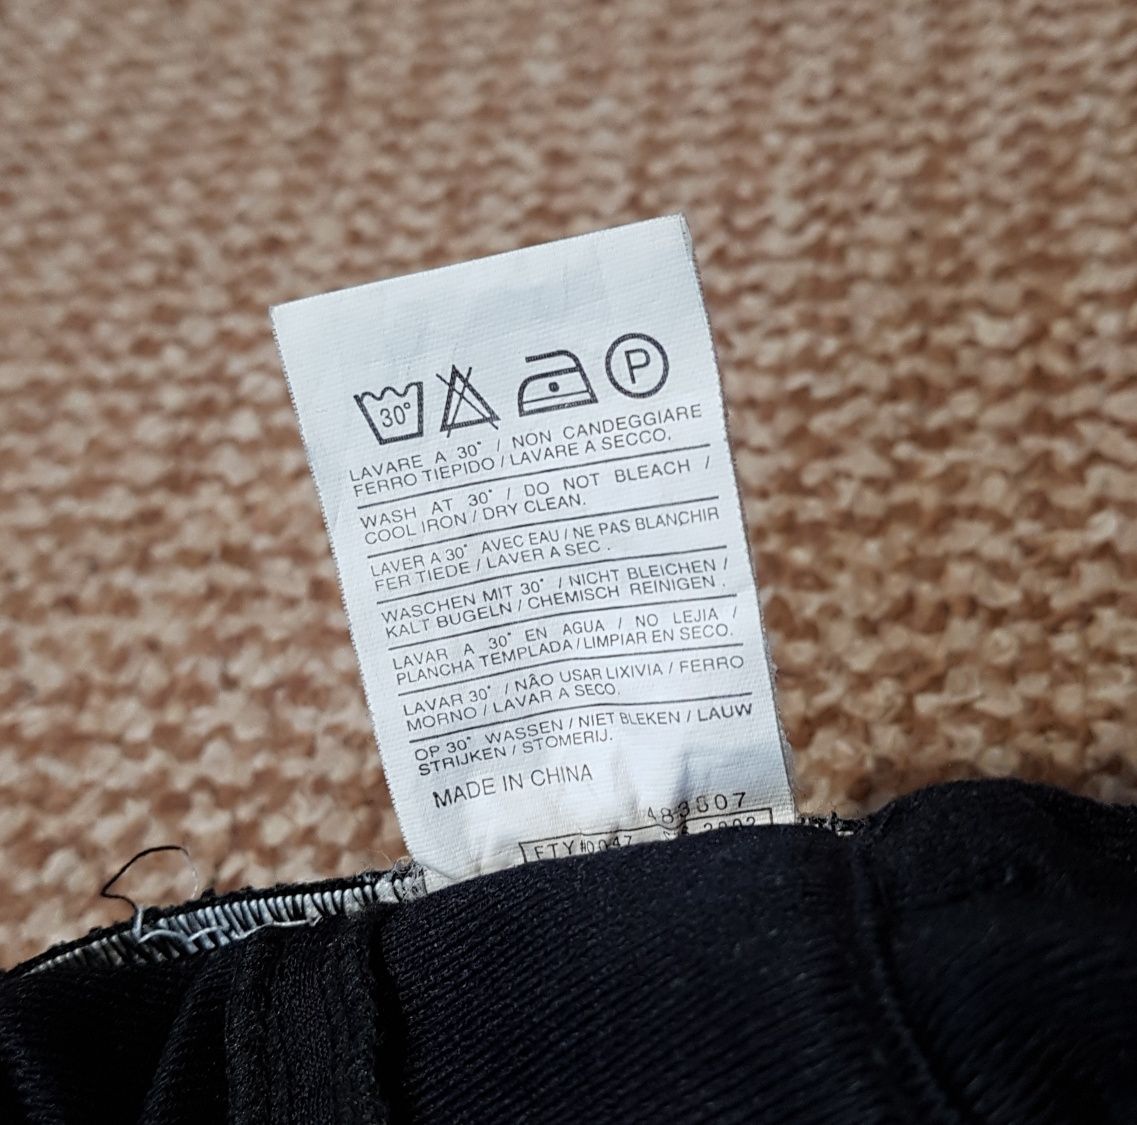 30°
P
LAVARE A 30° / NON CANDEGGIARE
FERRO TIEPIDO / LAVARE A SECCO.
WASH AT 30° / DO NOT BLEACH /
COOL IRON / DRY CLEAN.
LAVER A 30° AVEC EAU / NE PAS BLANCHIR
FER TIEDE / LAVER A SEC .
WASCHEN MIT 30° / NICHT BLEICHEN /
KALT BUGELN / CHEMISCH REINIGEN .
LAVAR A 30° EN AGUA / NO LEJIA /
PLANCHA TEMPLADA / LIMPIAR EN SECO.
LAVAR 30° / NÃO USAR LIXIVIA / FERRO
MORNO / LAVAR A SECO.
OP 30° WASSEN / NIET BLEKEN / LAUW
STRIJKEN / STOMERIJ.
MADE IN CHINA
483507
FTY#0047